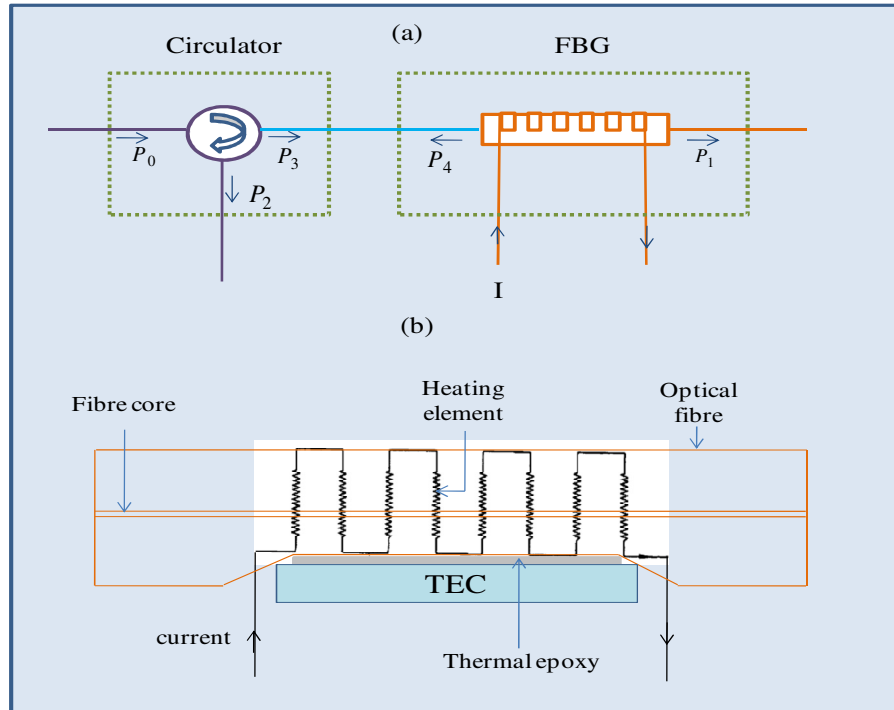 (a)
Circulator
FBG
P0
P3
P2
P4
P1
I
(b)
Heating
element
Optical
fibre
Fibre core
TEC
current
Thermal epoxy